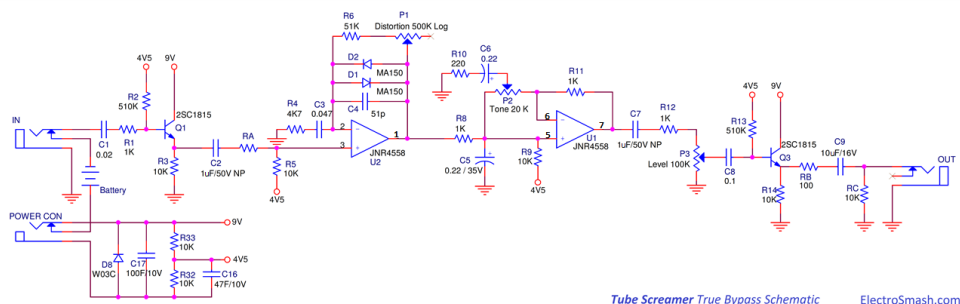 R6
51K
P1
Distortion 500K Log
4V5
9V
R2
510K
2SC1815
Q1
IN
C1
0.02
R1
1K
R3
10K
C2
1uF/50V NP
RA
R5
10K
4V5
R4
4K7
C3
0.047
D2
MA150
D1
MA150
C4
51p
2
3
1
JNR4558
U2
R10
220
C6
0.22
+
P2
Tone 20 K
R11
1K
R8
1K
C5
0.22 / 35V
+
R9
10K
4V5
6
5
7
U1
JNR4558
C7
1uF/50V NP
R12
1K
P3
Level 100K
C8
0.1
4V5
9V
R13
510K
2SC1815
Q3
R14
10K
RB
100
C9
10uF/16V
RC
10K
OUT
Battery
POWER CON
9V
D8
W03C
C17
100F/10V
R33
10K
4V5
R32
10K
C16
47F/10V
Tube Screamer True Bypass Schematic
ElectroSmash.com